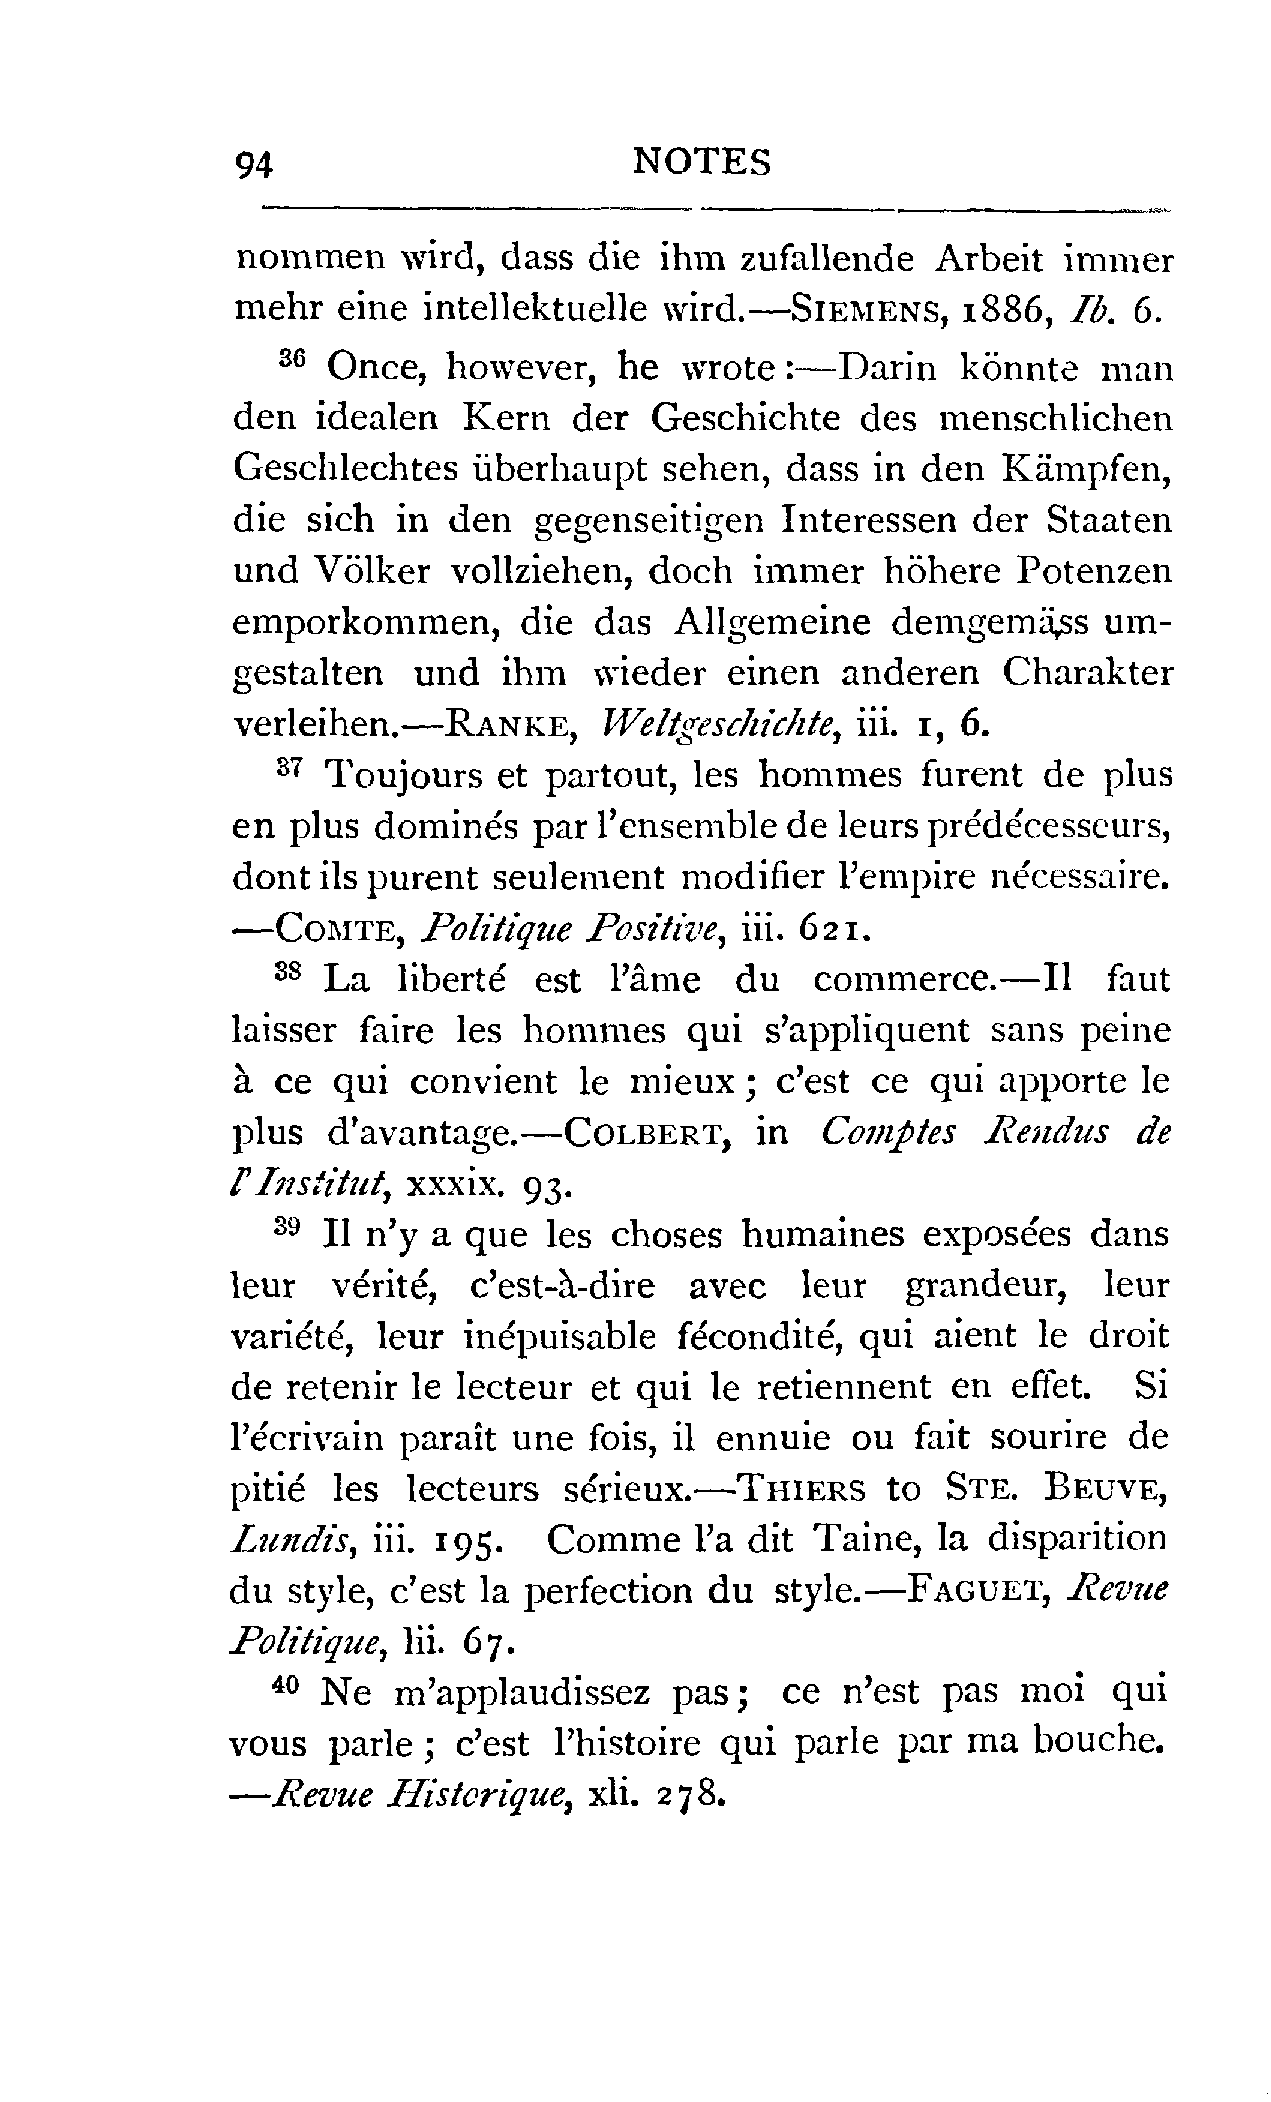 94 NOTES
nommen wird, dass die ihm zufallende Arbeit immer
mehr eine intellektuelle wird.—SIEMENS, 1886, Ib. 6.
36 Once, however, he wrote :—Darin könnte man
den idealen Kern der Geschichte des menschlichen
Geschlechtes überhaupt sehen, dass in den Kämpfen,
die sich in den gegenseitigen Interessen der Staaten
und Völker vollziehen, doch immer höhere Potenzen
emporkommen, die das Allgemeine demgemäss um-
gestalten und ihm wieder einen anderen Charakter
verleihen.—RANKE, Weltgeschichte, iii. 1, 6.
37 Toujours et partout, les hommes furent de plus
en plus dominés par l'ensemble de leurs prédécesseurs,
dont ils purent seulement modifier l'empire nécessaire.
—COMTE, Politique Positive, iii. 621.
38 La liberté est l'âme du commerce.—Il faut
laisser faire les hommes qui s'appliquent sans peine
à ce qui convient le mieux ; c'est ce qui apporte le
plus d'avantage.—COLBERT, in Comptes Rendus de
l'Institut, xxxix. 93.
39 Il n'y a que les choses humaines exposées dans
leur vérité, c'est-à-dire avec leur grandeur, leur
variété, leur inépuisable fécondité, qui aient le droit
de retenir le lecteur et qui le retiennent en effet. Si
l'écrivain paraît une fois, il ennuie ou fait sourire de
pitié les lecteurs sérieux.—THIERS to STE. BEUVE,
Lundis, iii. 195. Comme l'a dit Taine, la disparition
du style, c'est la perfection du style.—FAGUET, Revue
Politique, lii. 67.
40 Ne m'applaudissez pas ; ce n'est pas moi qui
vous parle ; c'est l'histoire qui parle par ma bouche.
—Revue Historique, xli. 278.